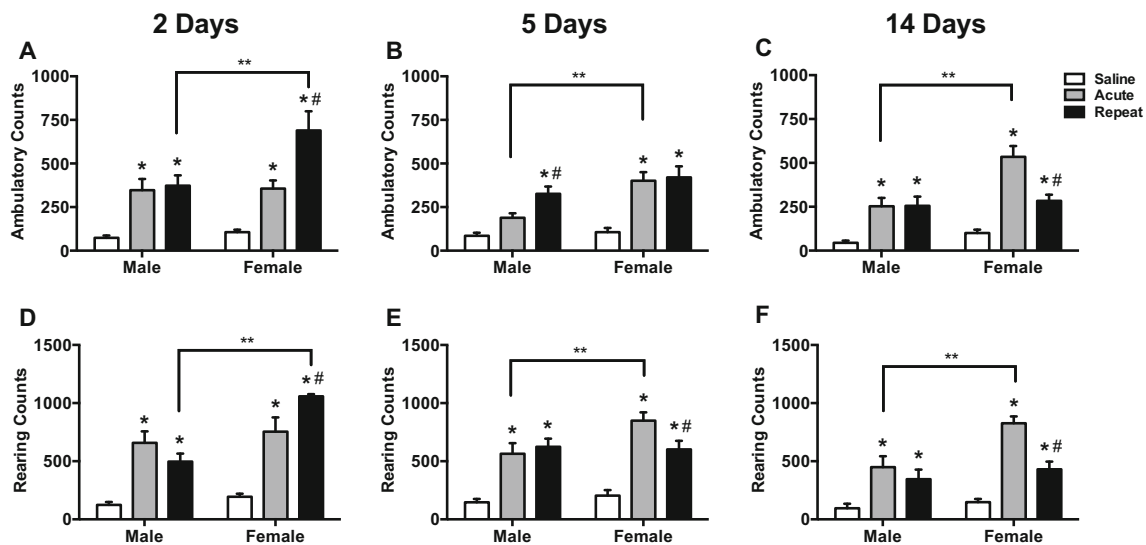 2 Days
5 Days
14 Days
A
Ambulatory Counts
1000
750
500
250
0
**
* *
* *#
Male Female
B
Ambulatory Counts
1000
750
500
250
0
**
*#
* *
Male Female
C
Ambulatory Counts
1000
750
500
250
0
**
* *
* *#
Male Female
Saline
Acute
Repeat
D
Rearing Counts
1500
1000
500
0
**
* *
* *#
Male Female
E
Rearing Counts
1500
1000
500
0
**
* *
* *#
Male Female
F
Rearing Counts
1500
1000
500
0
**
* *
* *#
Male Female